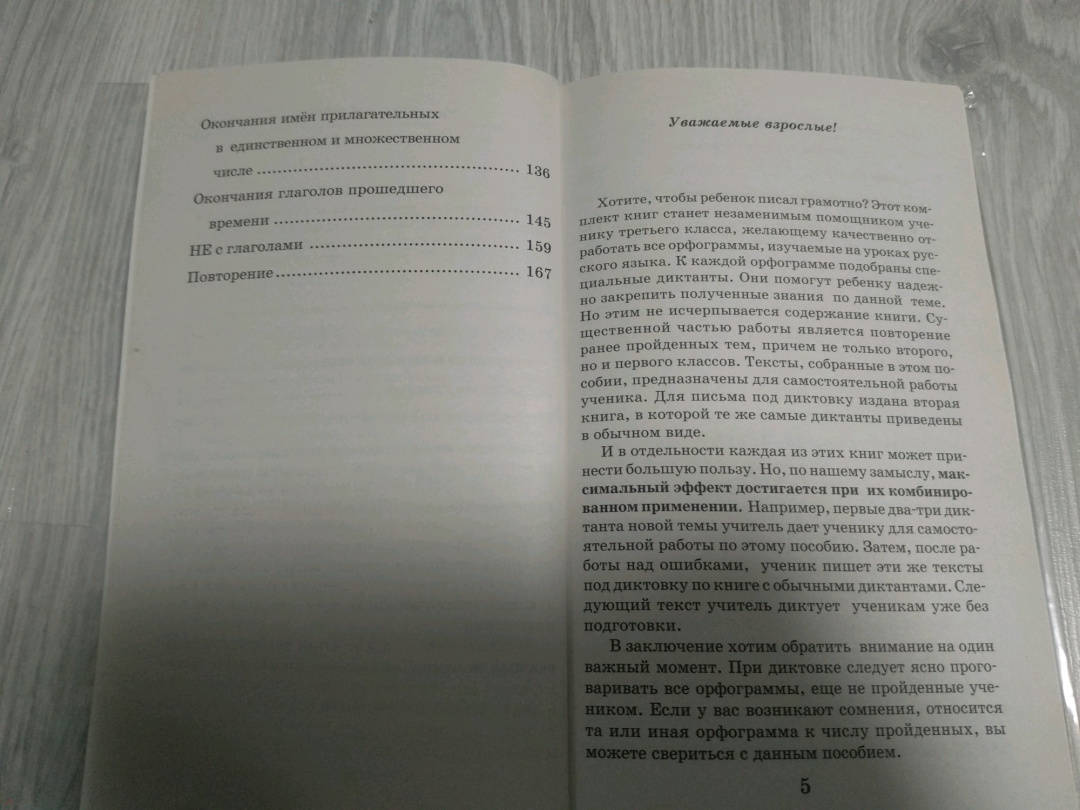 Окончания имён прилагательных
в единственном и множественном
числе ........................................ 136
Окончания глаголов прошедшего
времени ..................................... 145
НЕ с глаголами ................................ 159
Повторение..................................... 167
Уважаемые взрослые!
Хотите, чтобы ребенок писал грамотно? Этот ком-
плект книг станет незаменимым помощником уче-
нику третьего класса, желающему качественно от-
работать все орфограммы, изучаемые на уроках рус-
ского языка. К каждой орфограмме подобраны спе-
циальные диктанты. Они помогут ребенку надеж-
но закрепить полученные знания по данной теме.
Но этим не исчерпывается содержание книги. Су-
щественной частью работы является повторение
ранее пройденных тем, причем не только второго,
но и первого классов. Тексты, собранные в этом по-
собии, предназначены для самостоятельной работы
ученика. Для письма под диктовку издана вторая
книга, в которой те же самые диктанты приведены
в обычном виде.
И в отдельности каждая из этих книг может при-
нести большую пользу. Но, по нашему замыслу, мак-
симальный эффект достигается при их комбиниро-
ванном применении. Например, первые два-три дик-
танта новой темы учитель дает ученику для самосто-
ятельной работы по этому пособию. Затем, после ра-
боты над ошибками, ученик пишет эти же тексты
под диктовку по книге с обычными диктантами. Сле-
дующий текст учитель диктует ученикам уже без
подготовки.
В заключение хотим обратить внимание на один
важный момент. При диктовке следует ясно прого-
варивать все орфограммы, еще не пройденные уче-
ником. Если у вас возникают сомнения, относится
та или иная орфограмма к числу пройденных, вы
можете свериться с данным пособием.
5